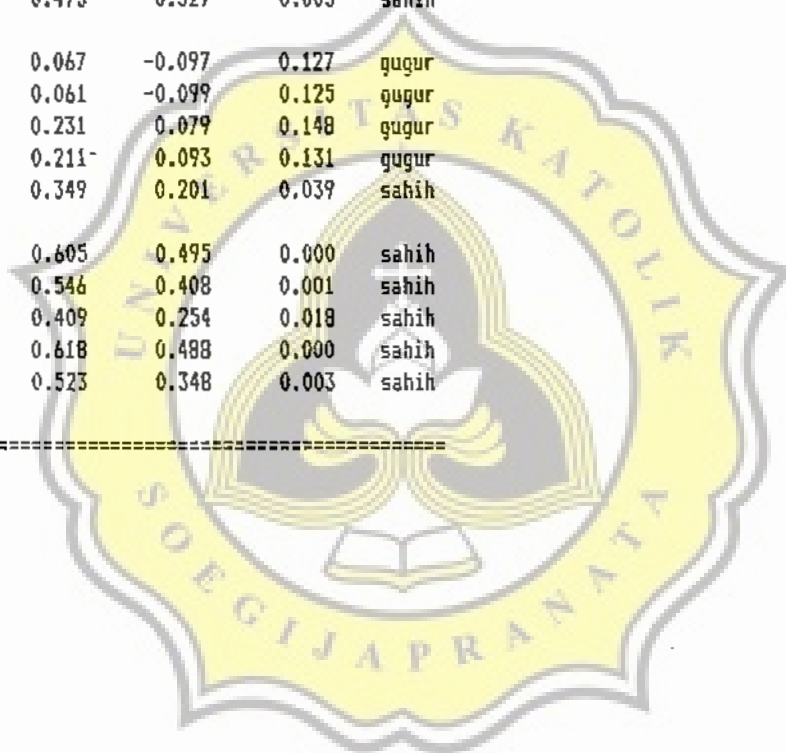 0.067 -0.097 0.127 gugur
0.061 -0.099 0.125 gugur
0.231 0.079 0.148 gugur
0.211 0.093 0.131 gugur
0.349 0.201 0.039 sahih
0.605 0.495 0.000 sahih
0.546 0.408 0.001 sahih
0.409 0.254 0.018 sahih
0.618 0.488 0.000 sahih
0.523 0.348 0.003 sahih
UNIVERSITAS KATOLIK
SOEGIJAPRANATA